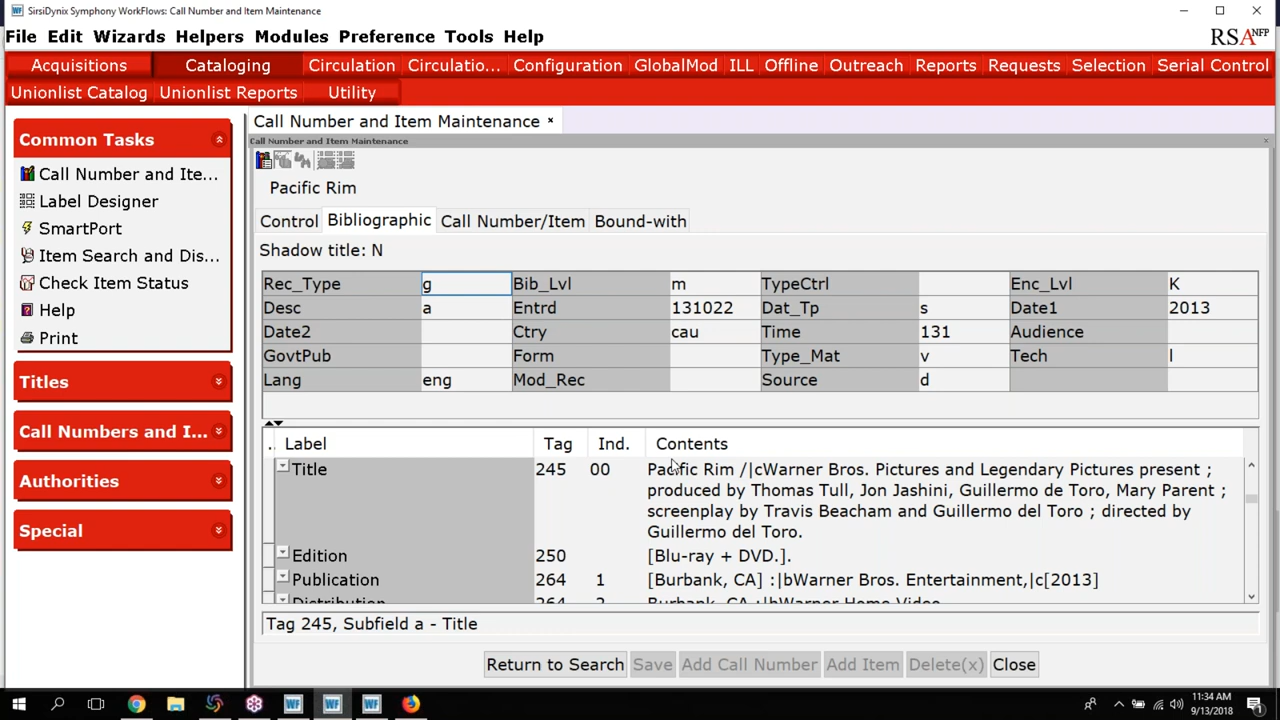 SirsiDynix Symphony WorkFlows: Call Number and Item Maintenance
File Edit Wizards Helpers Modules Preference Tools Help
RSA NFP
Acquisitions Cataloging Circulation Circulatio... Configuration GlobalMod ILL Offline Outreach Reports Requests Selection Serial Control
Unionlist Catalog Unionlist Reports Utility
Common Tasks
Call Number and Ite...
Label Designer
SmartPort
Item Search and Dis...
Check Item Status
Help
Print
Titles
Call Numbers and I...
Authorities
Special
Call Number and Item Maintenance ×
Call Number and Item Maintenance
Pacific Rim
Control Bibliographic Call Number/Item Bound-with
Shadow title: N
Rec_Type g Bib_Lvl m TypeCtrl Enc_Lvl K
Desc a Entrd 131022 Dat_Tp s Date1 2013
Date2 Ctry cau Time 131 Audience
GovtPub Form Type_Mat v Tech l
Lang eng Mod_Rec Source d
. Label Tag Ind. Contents
Title 245 00 Pacific Rim /|cWarner Bros. Pictures and Legendary Pictures present ;
produced by Thomas Tull, Jon Jashini, Guillermo de Toro, Mary Parent ;
screenplay by Travis Beacham and Guillermo del Toro ; directed by
Guillermo del Toro.
Edition 250 [Blu-ray + DVD.].
Publication 264 1 [Burbank, CA] :|bWarner Bros. Entertainment,|c[2013]
Distribution 264 2 Burbank, CA :|bWarner Home Video
Tag 245, Subfield a - Title
Return to Search Save Add Call Number Add Item Delete(x) Close
11:34 AM
9/13/2018